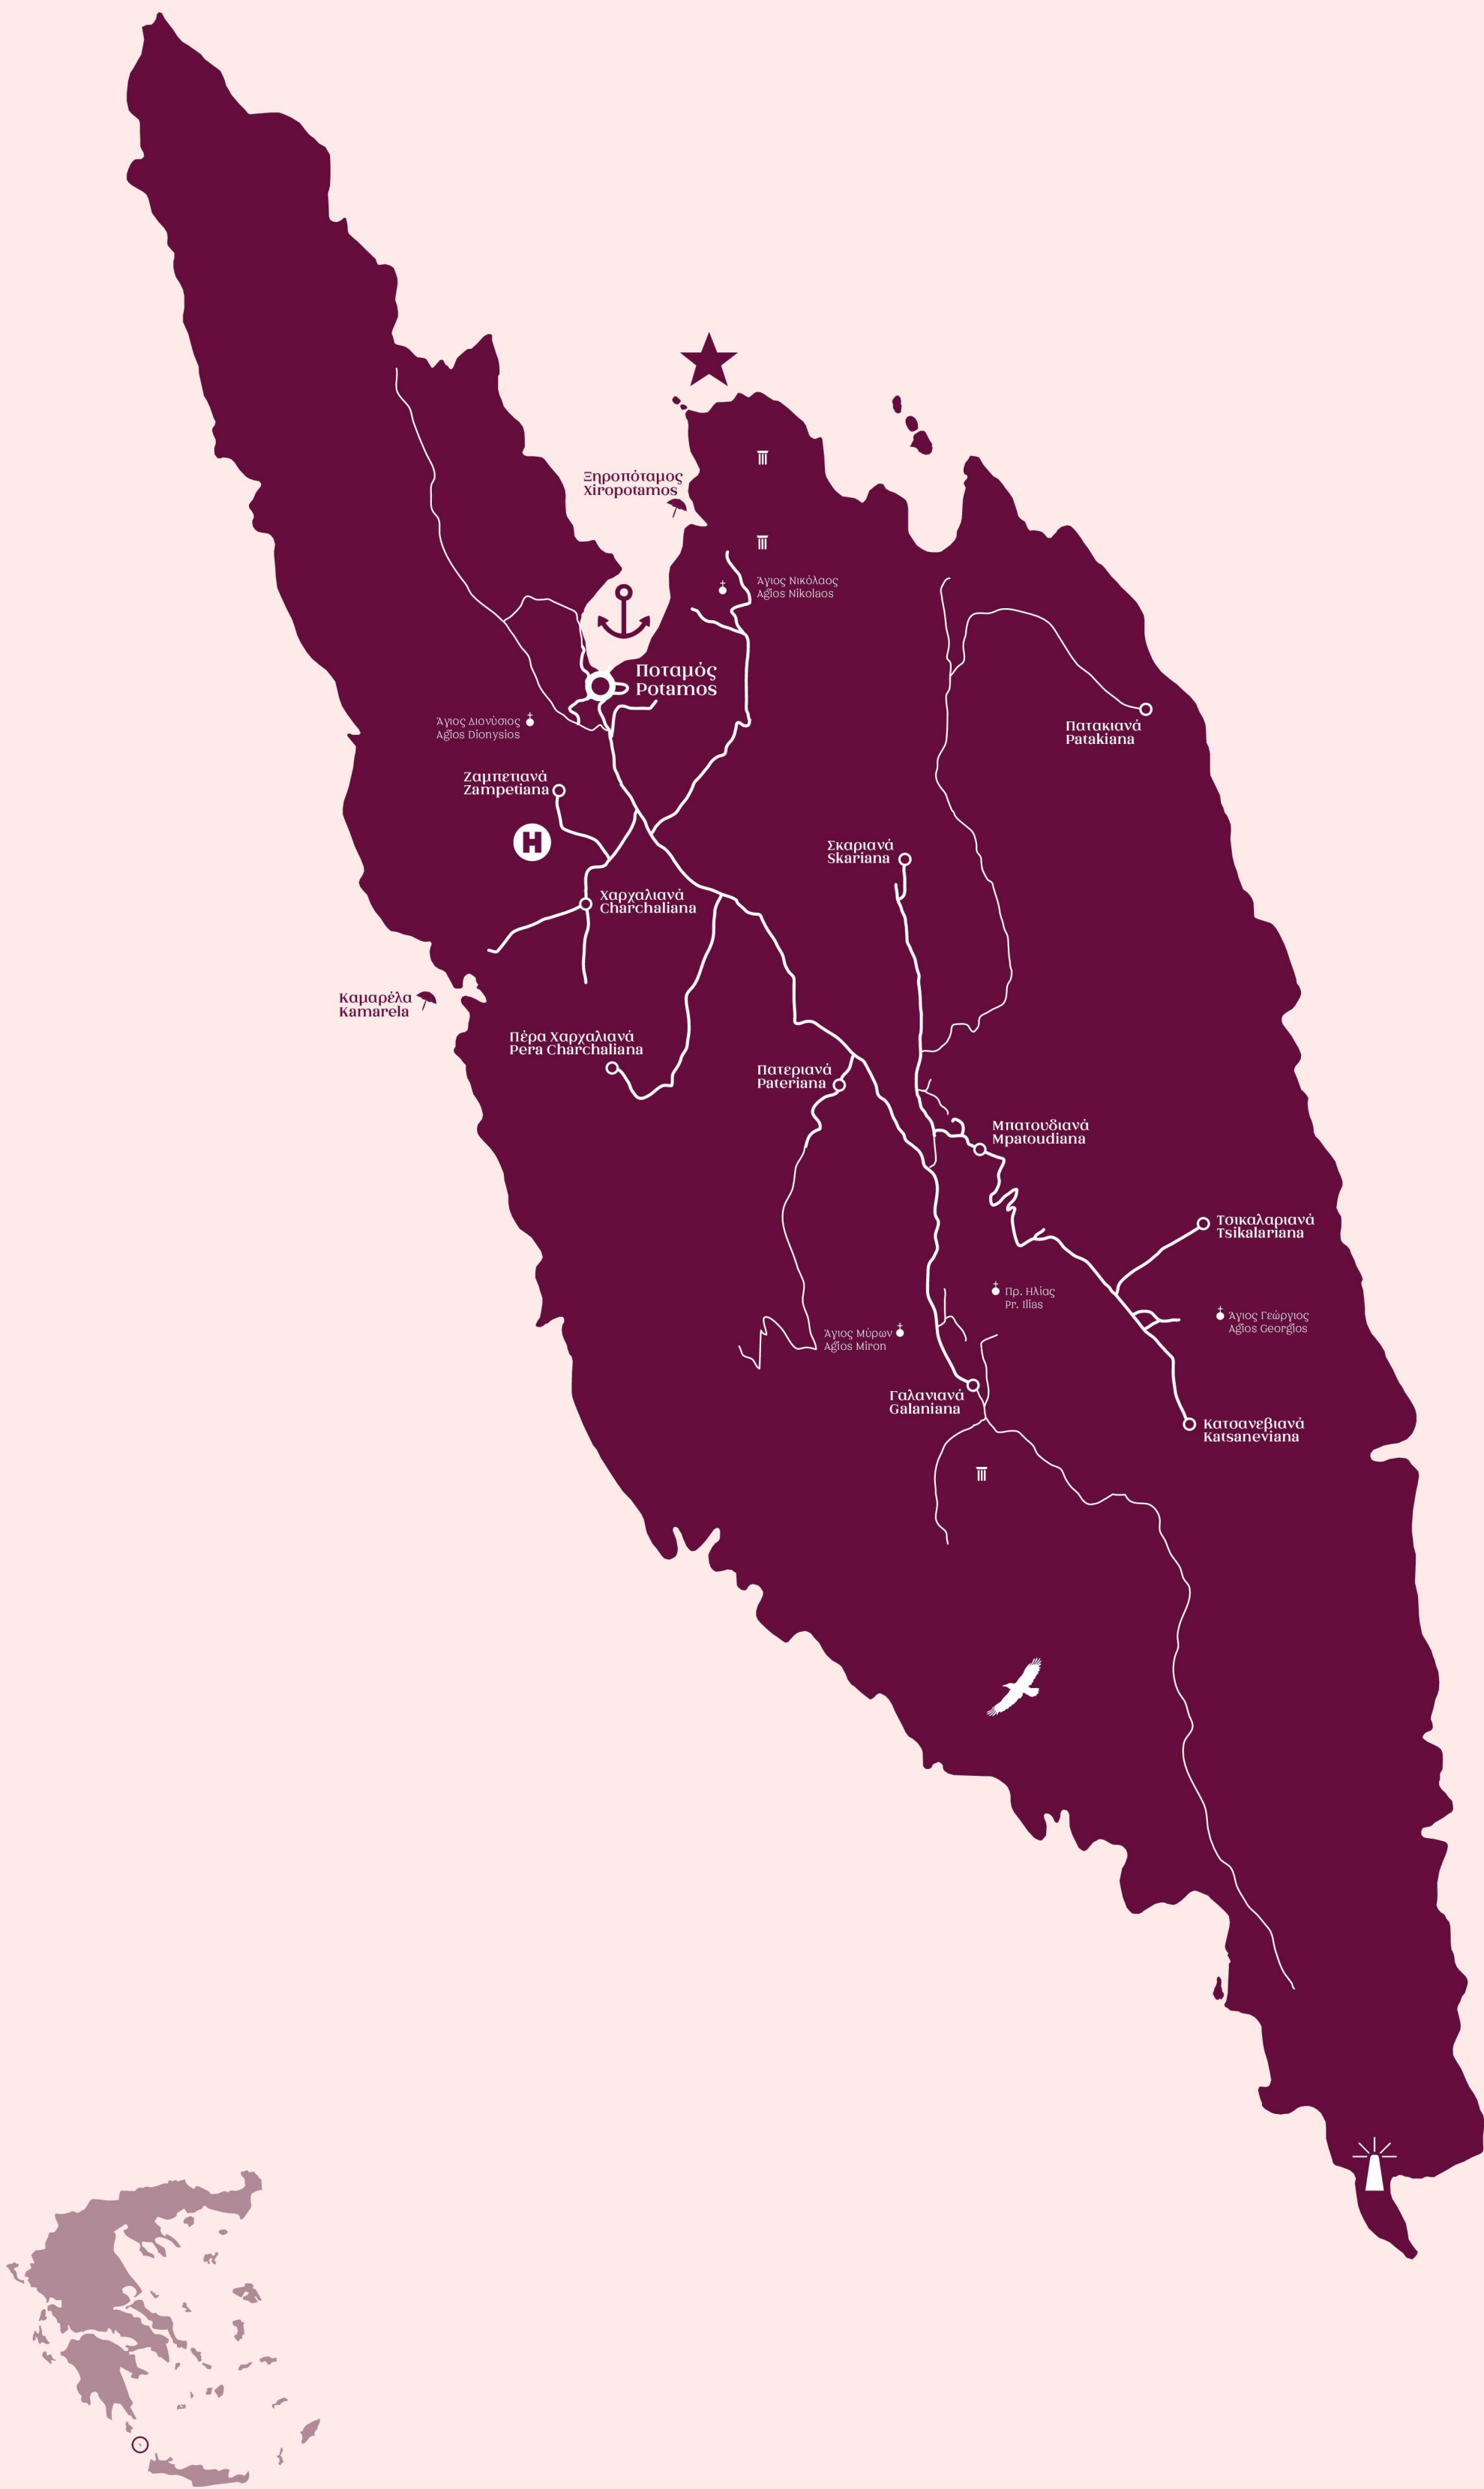 Ξηροπόταμος
Xiropotamos
Άγιος Νικόλαος
Agios Nikolaos
Ποταμός
Potamos
Άγιος Διονύσιος
Agios Dionysios
Πατακιανά
Patakiana
Ζαμπετιανά
Zampetiana
H
Σκαριανά
Skariana
Χαρχαλιανά
Charchaliana
Καμαρέλα
Kamarela
Πέρα Χαρχαλιανά
Pera Charchaliana
Πατεριανά
Pateriana
Μπατουδιανά
Mpatoudiana
Τσικαλαριανά
Tsikalariana
Πρ. Ηλίας
Pr. Ilias
Άγιος Γεώργιος
Agios Georgios
Άγιος Μύρων
Agios Miron
Γαλανιανά
Galaniana
Κατσανεβιανά
Katsaneviana